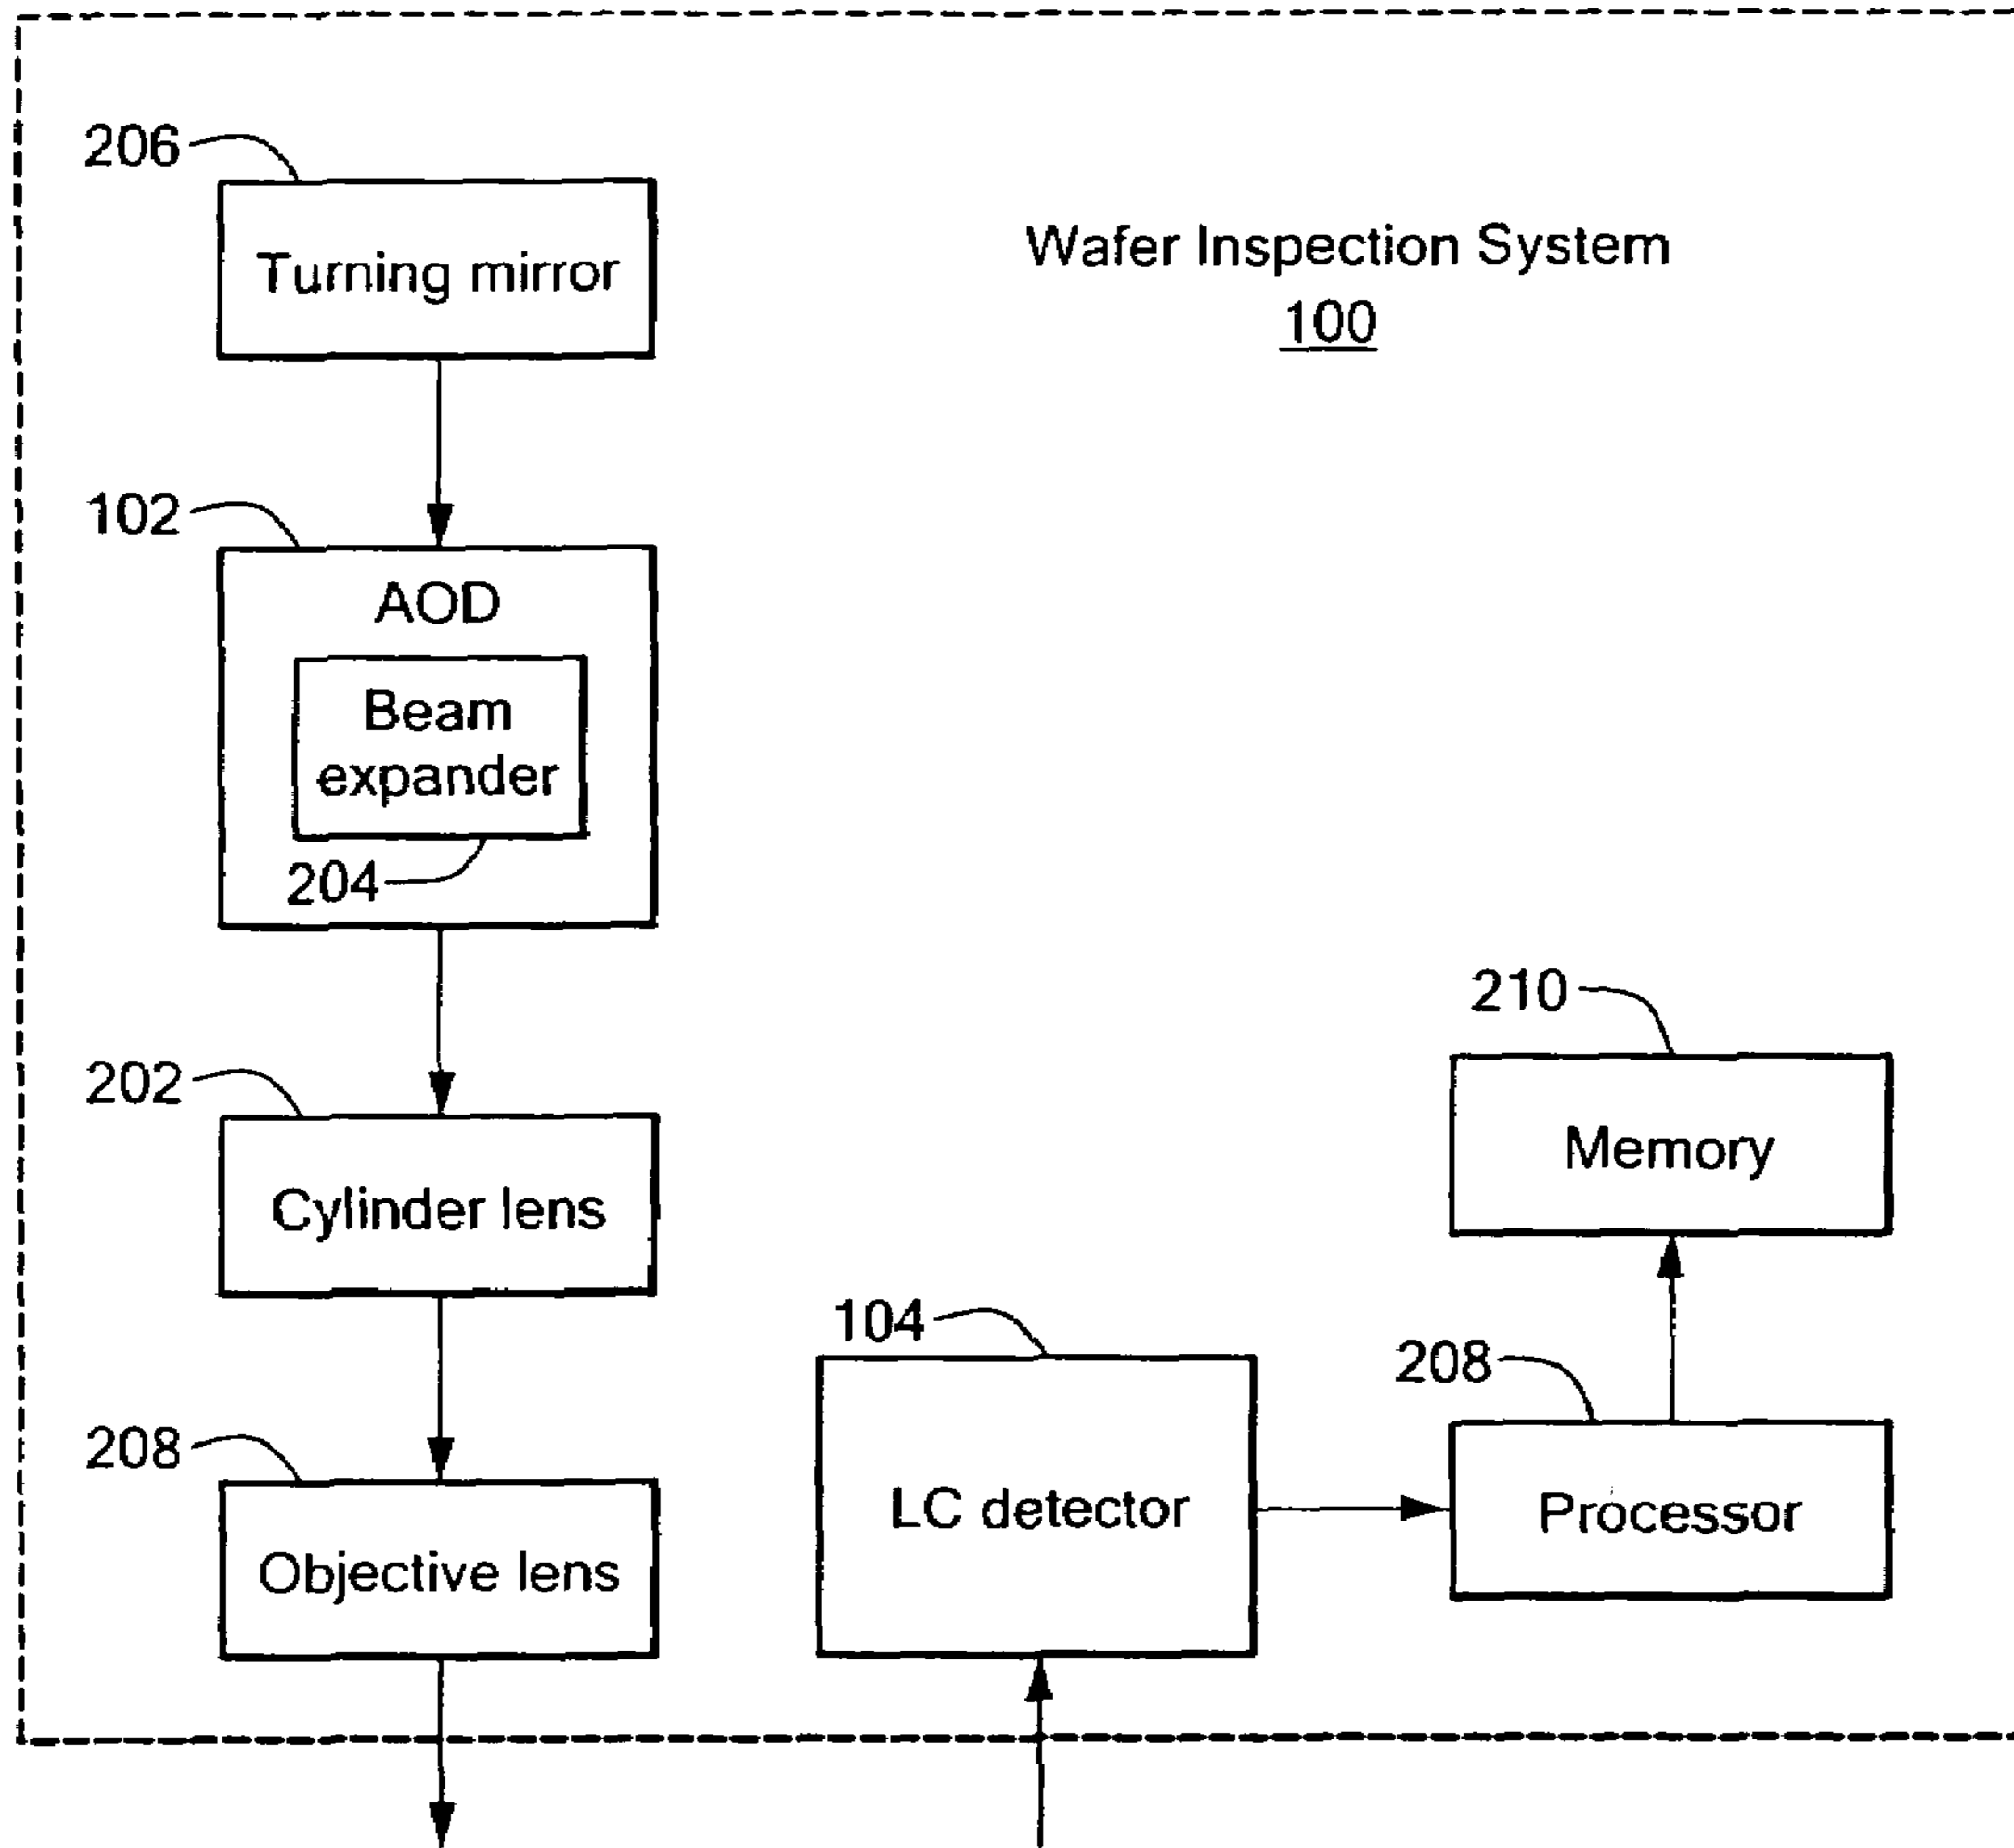 206
Turning mirror
Wafer Inspection System
100
102
AOD
Beam
expander
204
202
Cylinder lens
210
Memory
104
LC detector
208
Processor
208
Objective lens